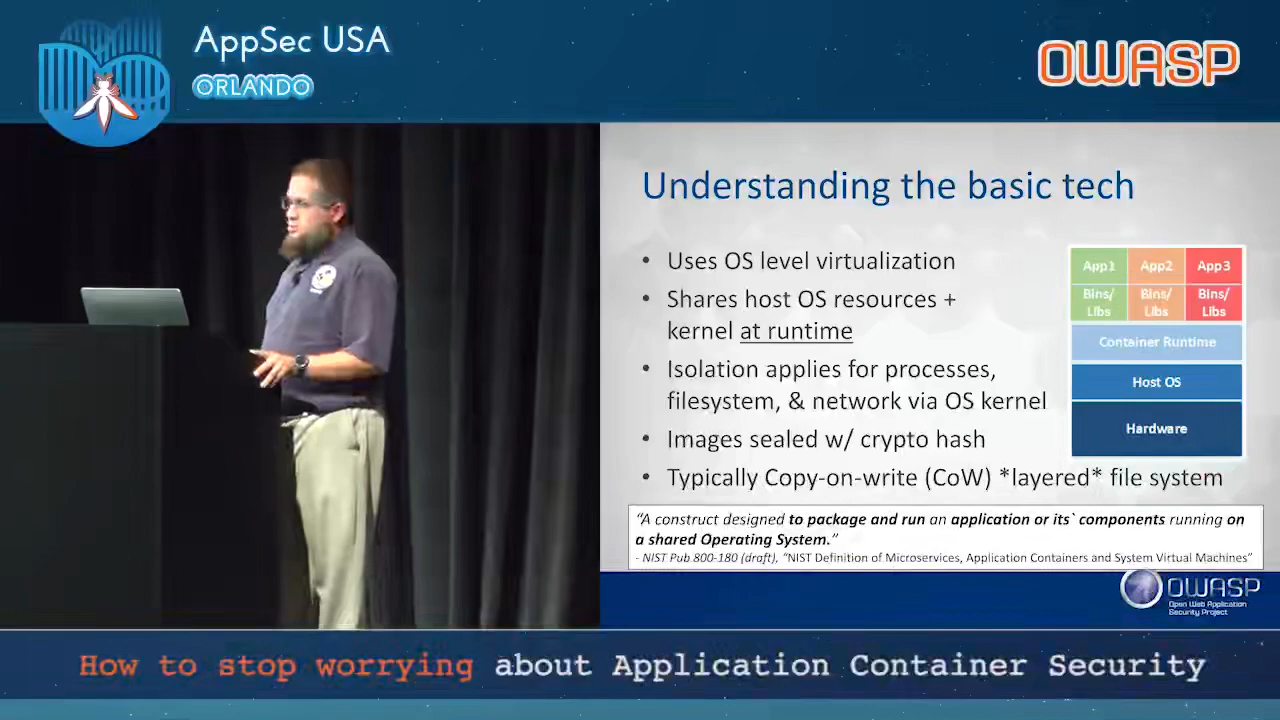 AppSec USA
ORLANDO
OWASP
Understanding the basic tech
• Uses OS level virtualization
• Shares host OS resources +
kernel at runtime
• Isolation applies for processes,
filesystem, & network via OS kernel
• Images sealed w/ crypto hash
• Typically Copy-on-write (CoW) *layered* file system
App1 App2 App3
Bins/ Bins/ Bins/
Libs Libs Libs
Container Runtime
Host OS
Hardware
“A construct designed to package and run an application or its` components running on
a shared Operating System.”
- NIST Pub 800-180 (draft), “NIST Definition of Microservices, Application Containers and System Virtual Machines”
OWASP
Open Web Application
Security Project
How to stop worrying about Application Container Security